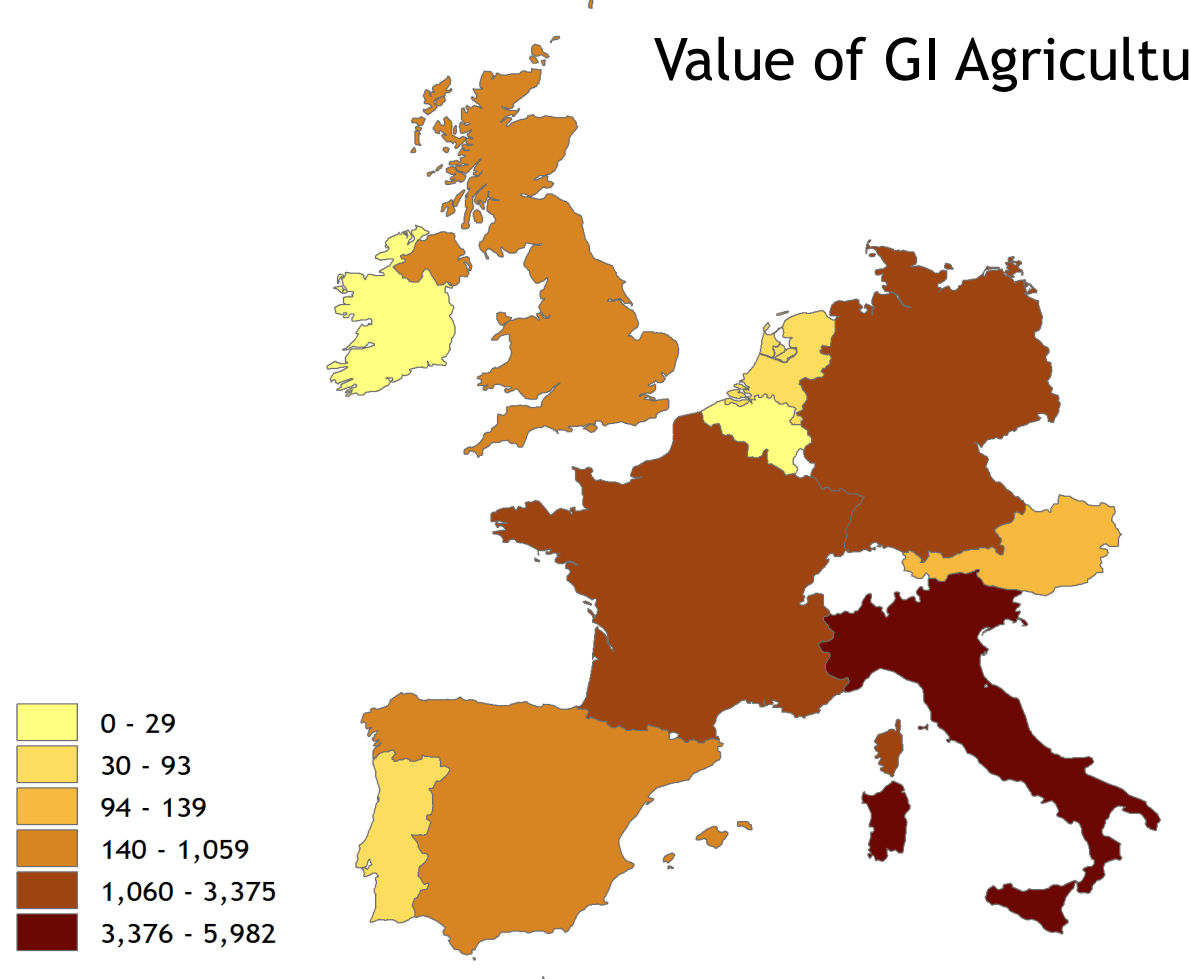 Value of GI Agricultu
0 - 29
30 - 93
94 - 139
140 - 1,059
1,060 - 3,375
3,376 - 5,982